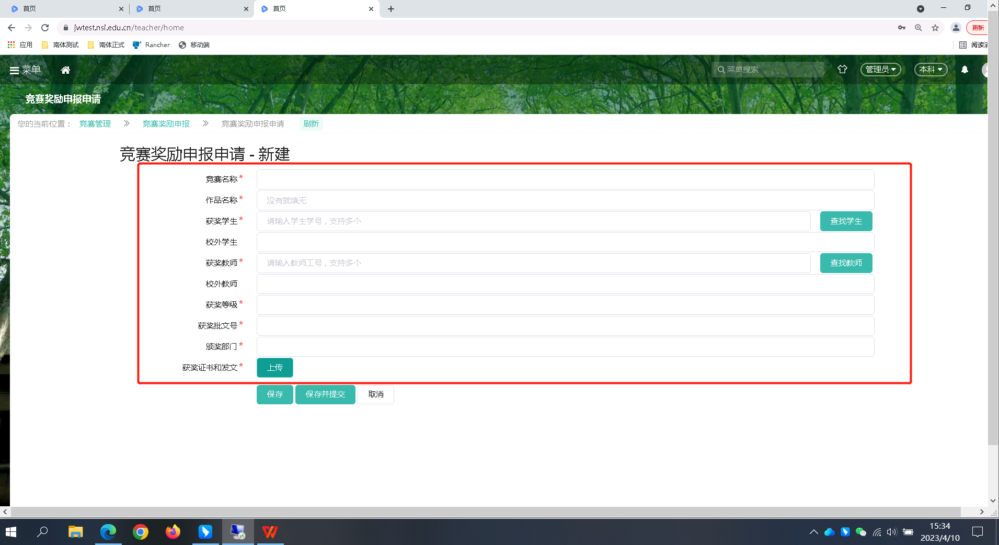 首页
首页
首页
jwtest.nsi.edu.cn/teacher/home
更新
应用
南体测试
南体正式
Rancher
移动端
阅读
菜单
菜单搜索
管理员
本科
竞赛奖励申报申请
您的当前位置： 竞赛管理 竞赛奖励申报 竞赛奖励申报申请 刷新
竞赛奖励申报申请 - 新建
竞赛名称*
作品名称* 没有就填无
获奖学生* 请输入学生学号，支持多个 查找学生
校外学生
获奖教师* 请输入教师工号，支持多个 查找教师
校外教师
获奖等级*
获奖批文号*
颁奖部门*
获奖证书和发文* 上传
保存 保存并提交 取消
15:34
2023/4/10